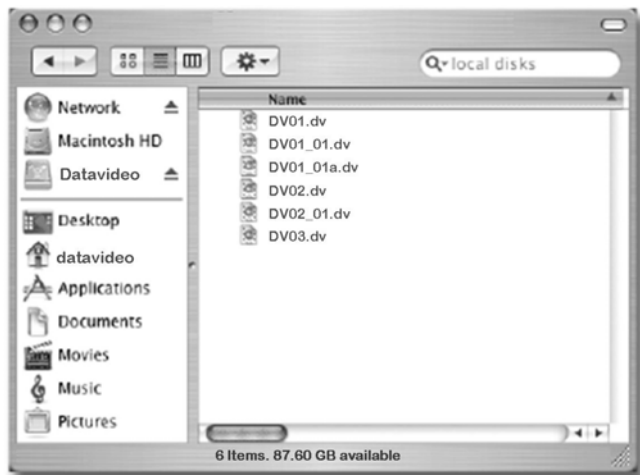 local disks
Name
Network
Macintosh HD
Datavideo
Desktop
datavideo
Applications
Documents
Movies
Music
Pictures
DV01.dv
DV01_01.dv
DV01_01a.dv
DV02.dv
DV02_01.dv
DV03.dv
6 Items. 87.60 GB available